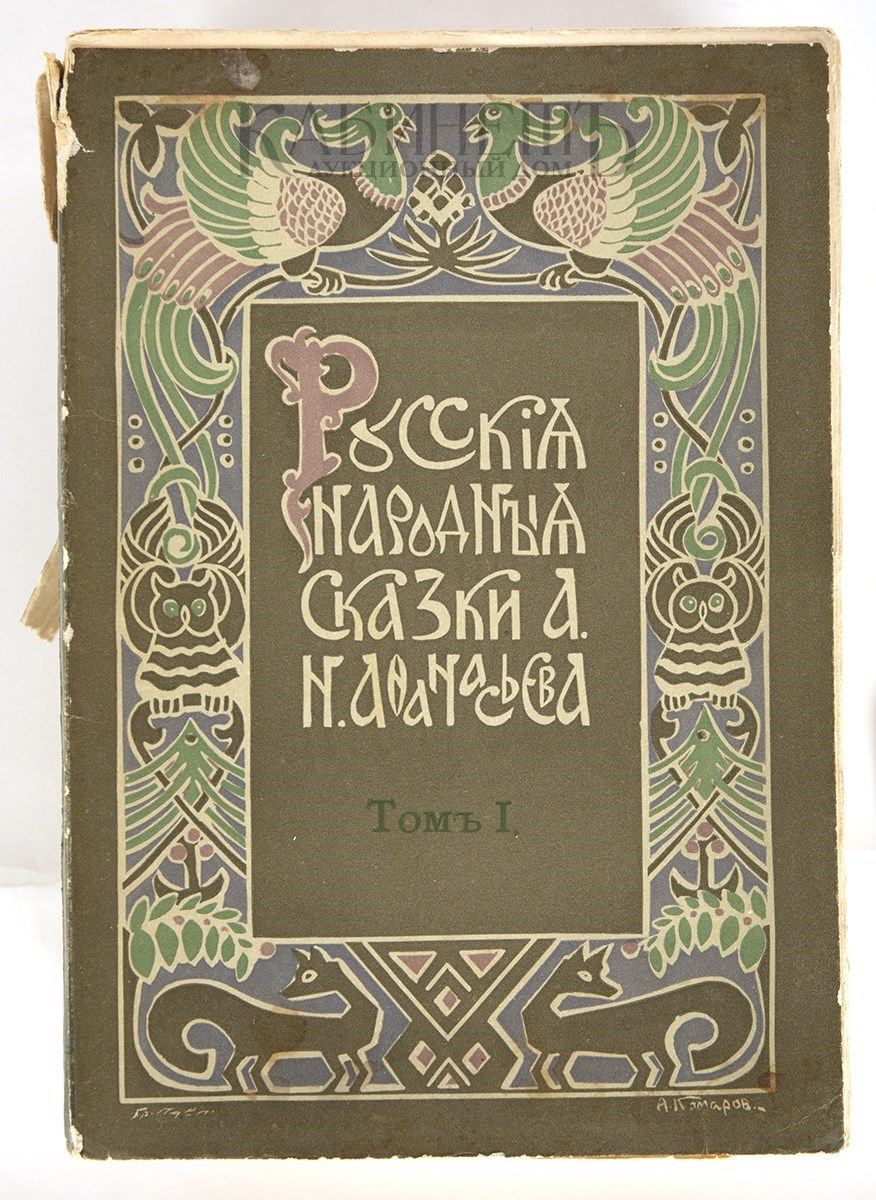 КАБИНЕТЪ
АУКЦИОННЫЙ ДОМ
Русскія
народныя
сказки А.
Н. Аѳанасьева
Томъ I.
А. Комаров.